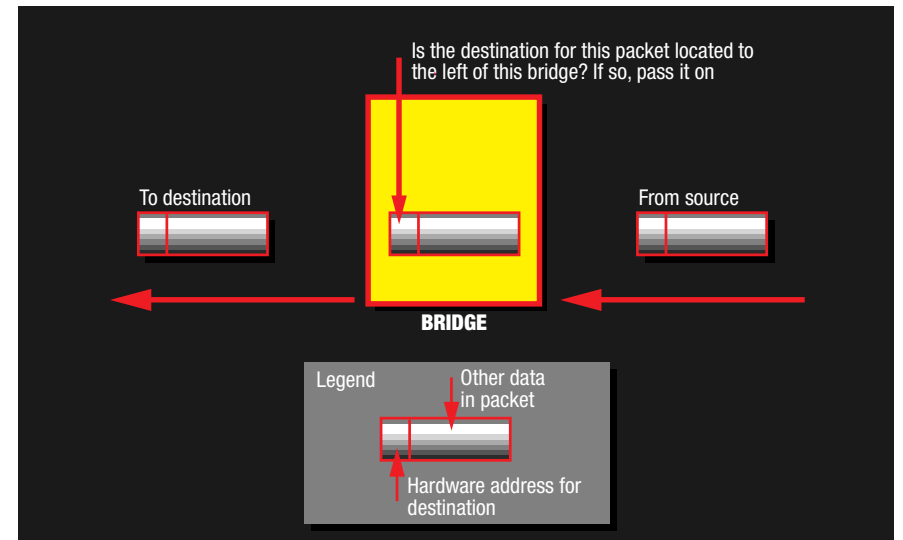 Is the destination for this packet located to
the left of this bridge? If so, pass it on
To destination
From source
BRIDGE
Legend
Other data
in packet
Hardware address for
destination